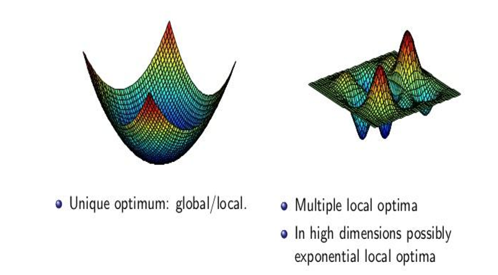 Unique optimum: global/local.
Multiple local optima
In high dimensions possibly
exponential local optima